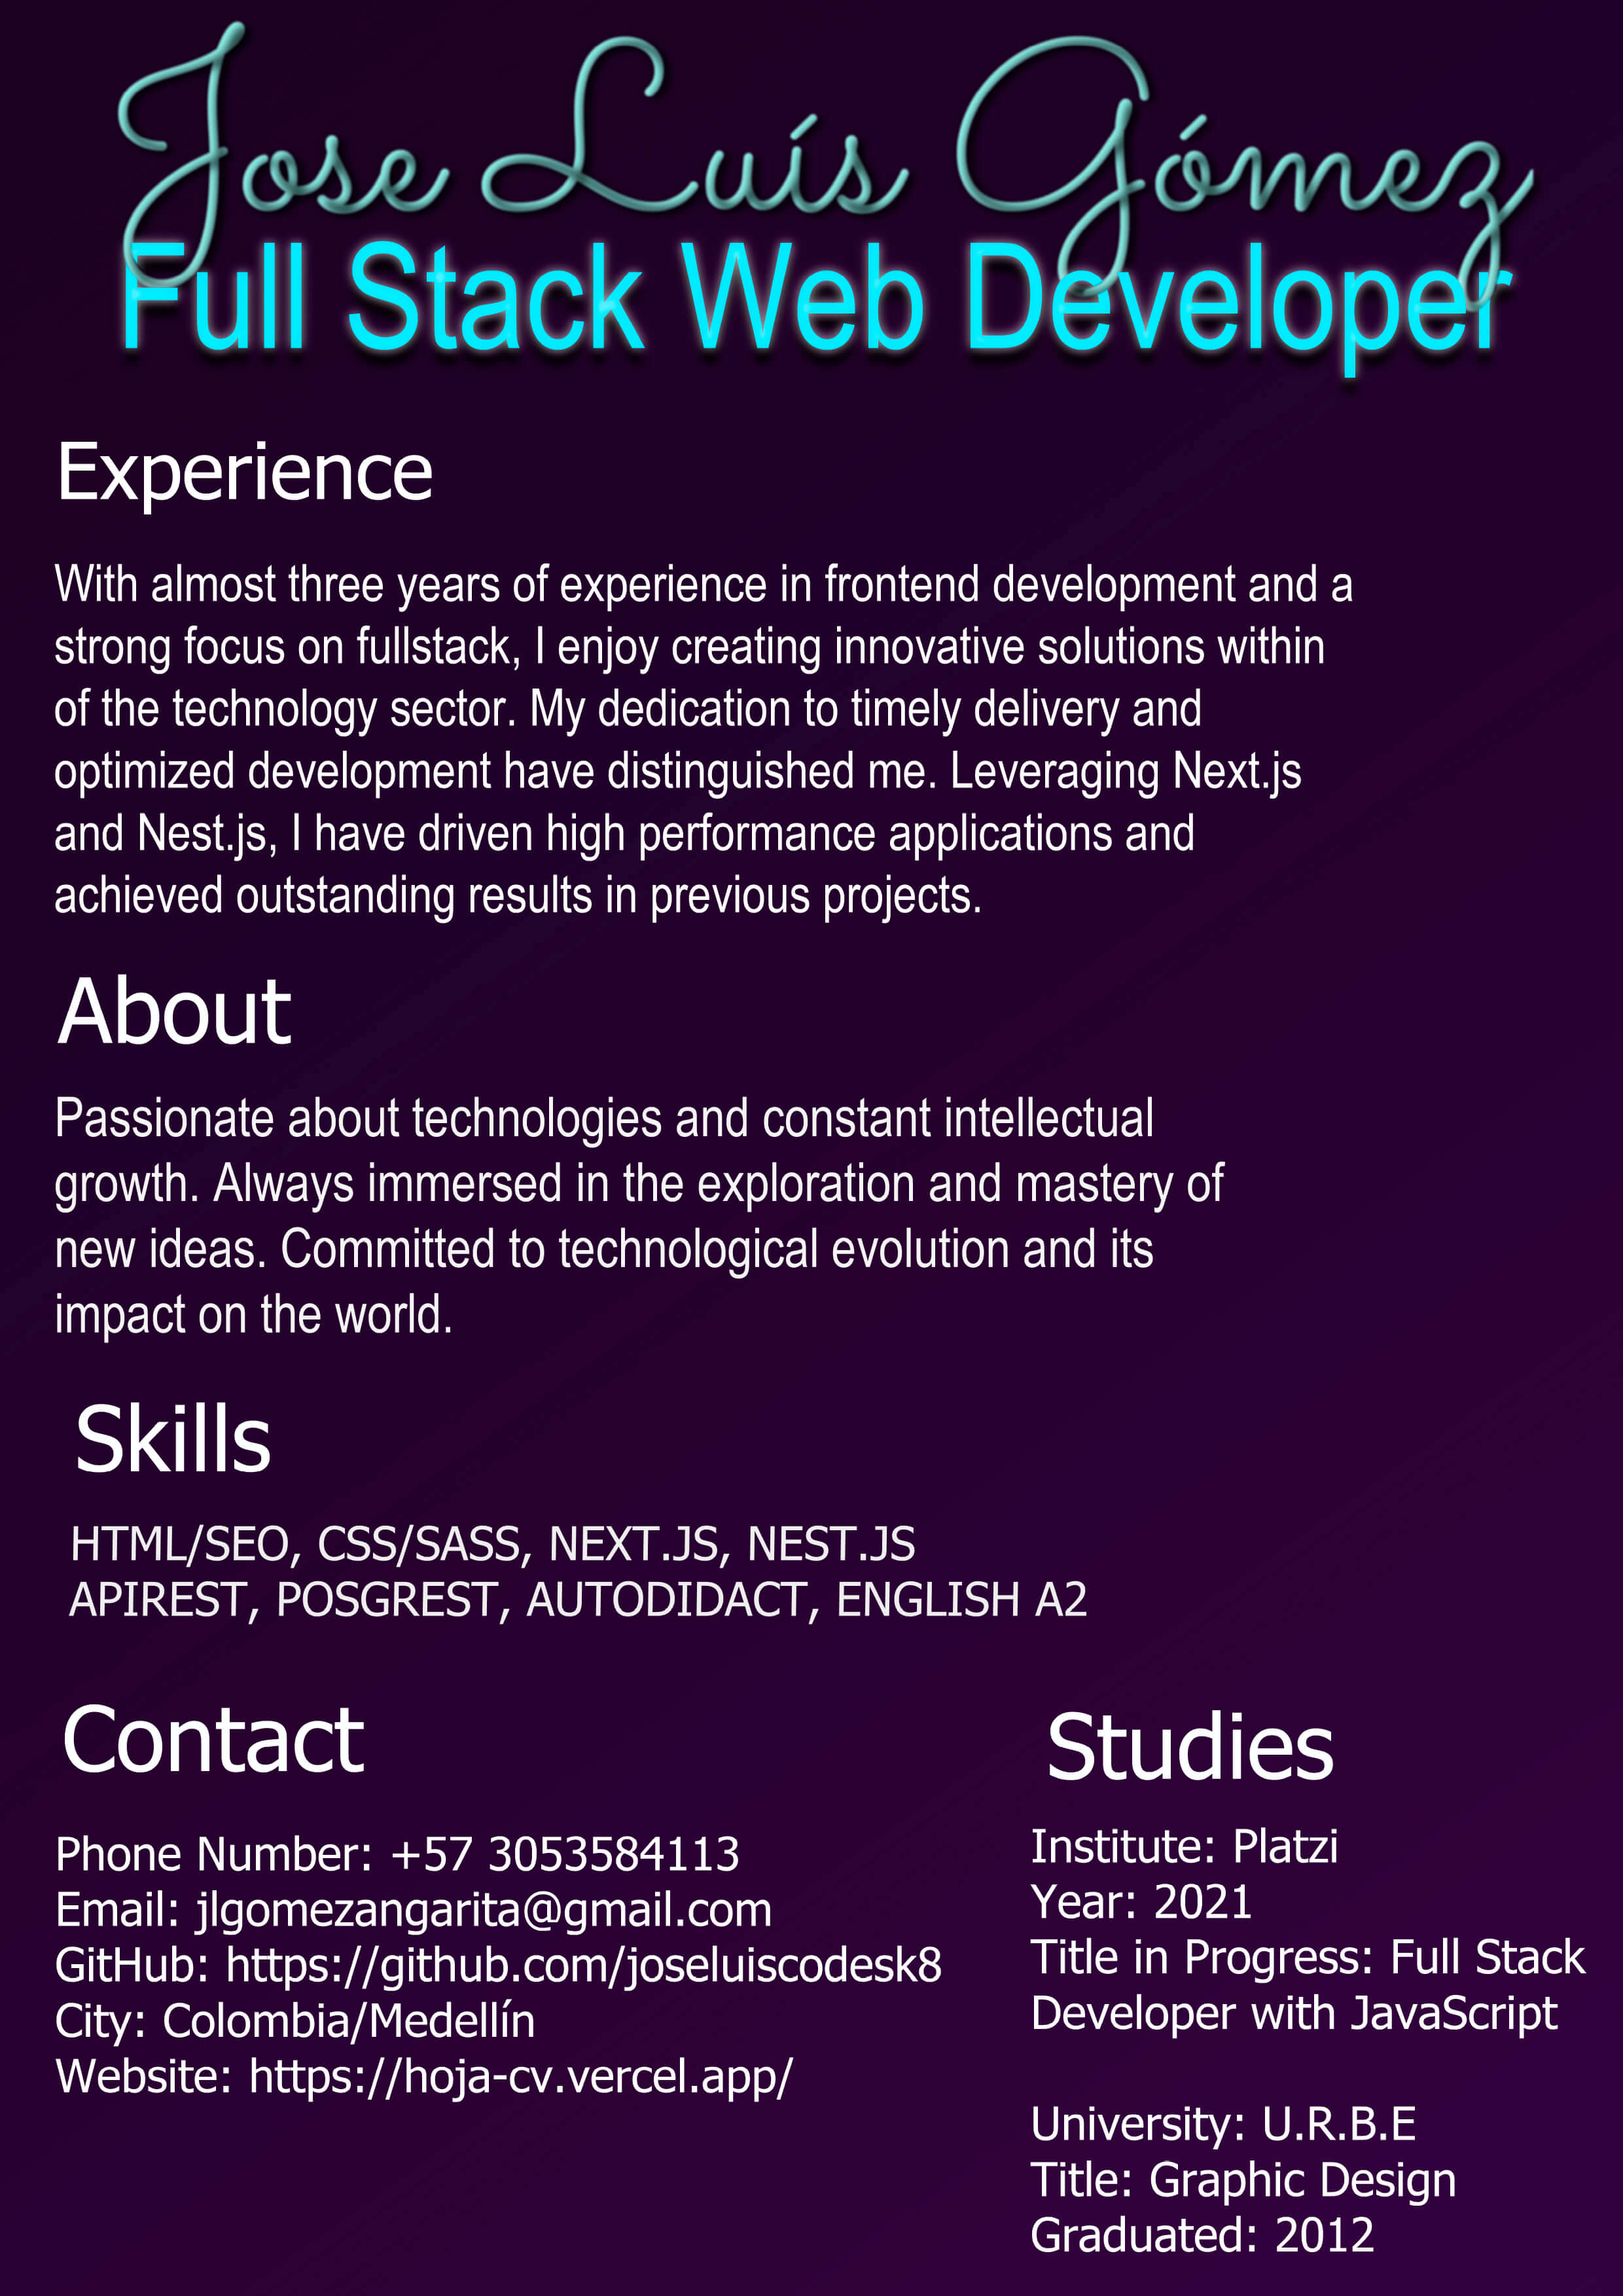 Jose Luís Gómez
Full Stack Web Developer
Experience
With almost three years of experience in frontend development and a
strong focus on fullstack, I enjoy creating innovative solutions within
of the technology sector. My dedication to timely delivery and
optimized development have distinguished me. Leveraging Next.js
and Nest.js, I have driven high performance applications and
achieved outstanding results in previous projects.
About
Passionate about technologies and constant intellectual
growth. Always immersed in the exploration and mastery of
new ideas. Committed to technological evolution and its
impact on the world.
Skills
HTML/SEO, CSS/SASS, NEXT.JS, NEST.JS
APIREST, POSGREST, AUTODIDACT, ENGLISH A2
Contact
Phone Number: +57 3053584113
Email: jlgomezangarita@gmail.com
GitHub: https://github.com/joseluiscodesk8
City: Colombia/Medellín
Website: https://hoja-cv.vercel.app/
Studies
Institute: Platzi
Year: 2021
Title in Progress: Full Stack
Developer with JavaScript
University: U.R.B.E
Title: Graphic Design
Graduated: 2012